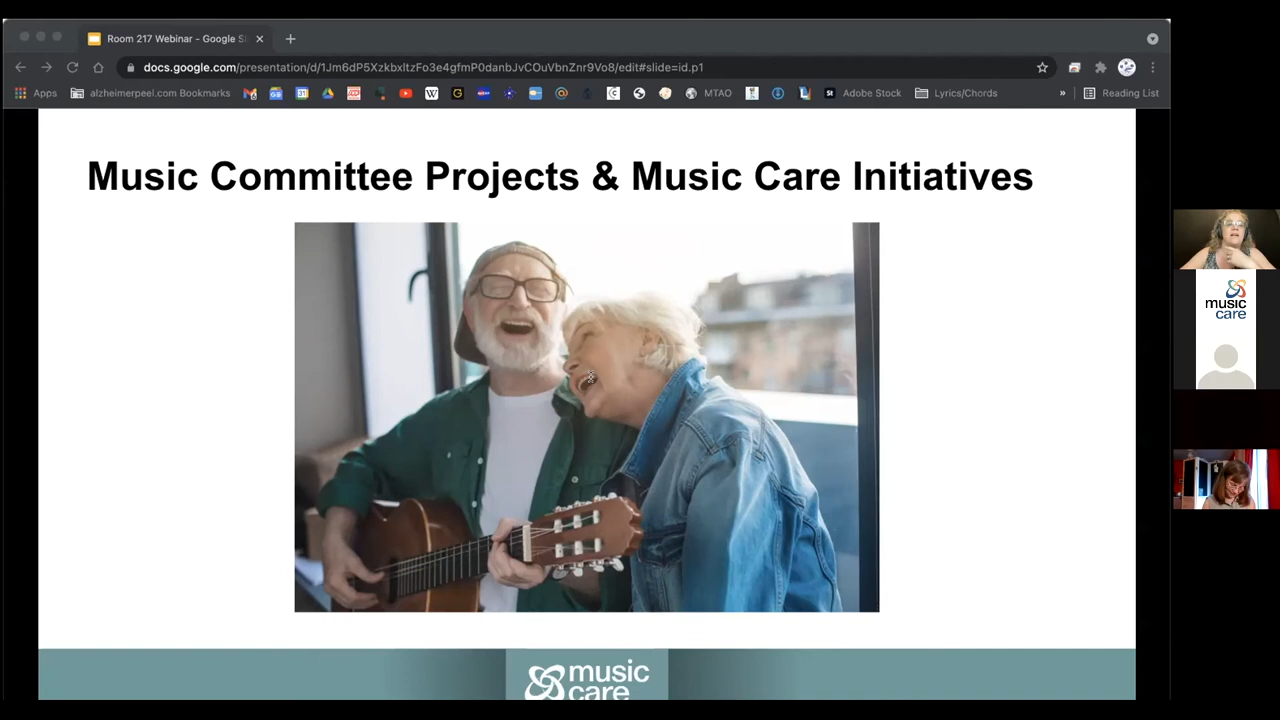 Room 217 Webinar - Google Sl
docs.google.com/presentation/d/1Jm6dP5XzkbxltzFo3e4gfmP0danbJvCOuVbnZnr9Vo8/edit#slide=id.p1
Apps
alzheimerpeel.com Bookmarks
MTAO
Adobe Stock
Lyrics/Chords
»
Reading List
Music Committee Projects & Music Care Initiatives
music
care
music
care